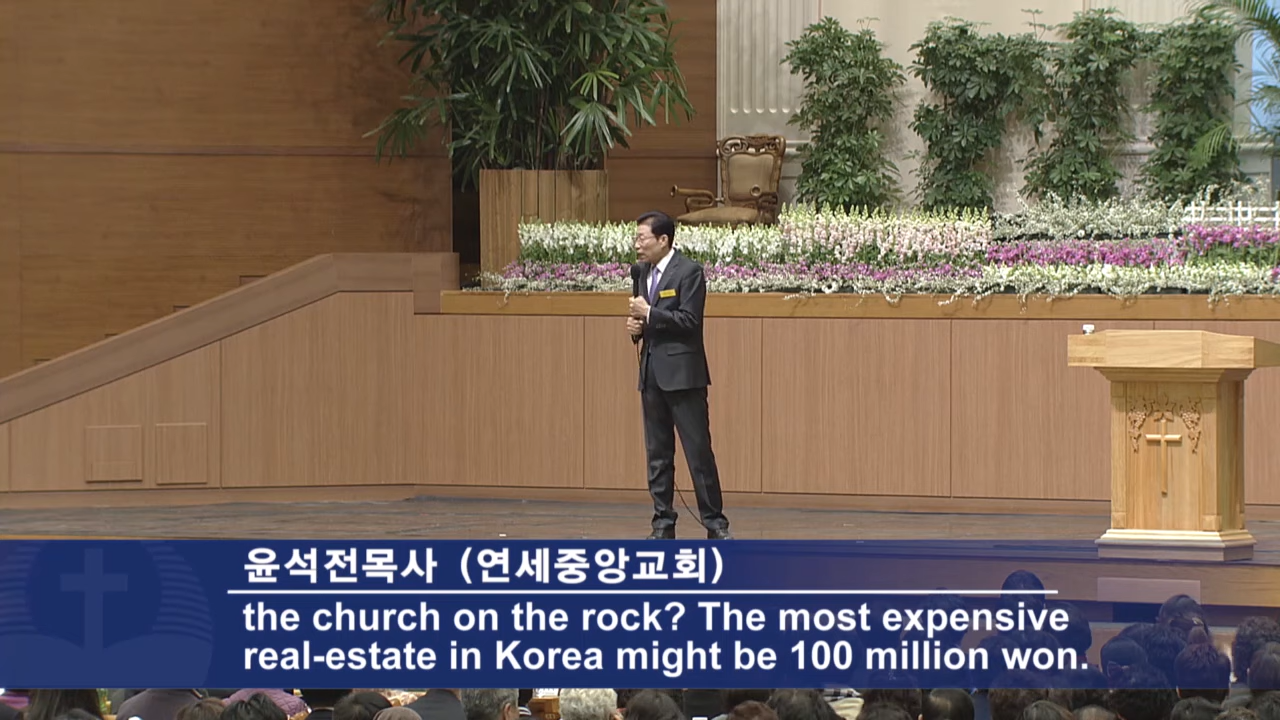 윤석전목사 (연세중앙교회)
the church on the rock? The most expensive
real-estate in Korea might be 100 million won.